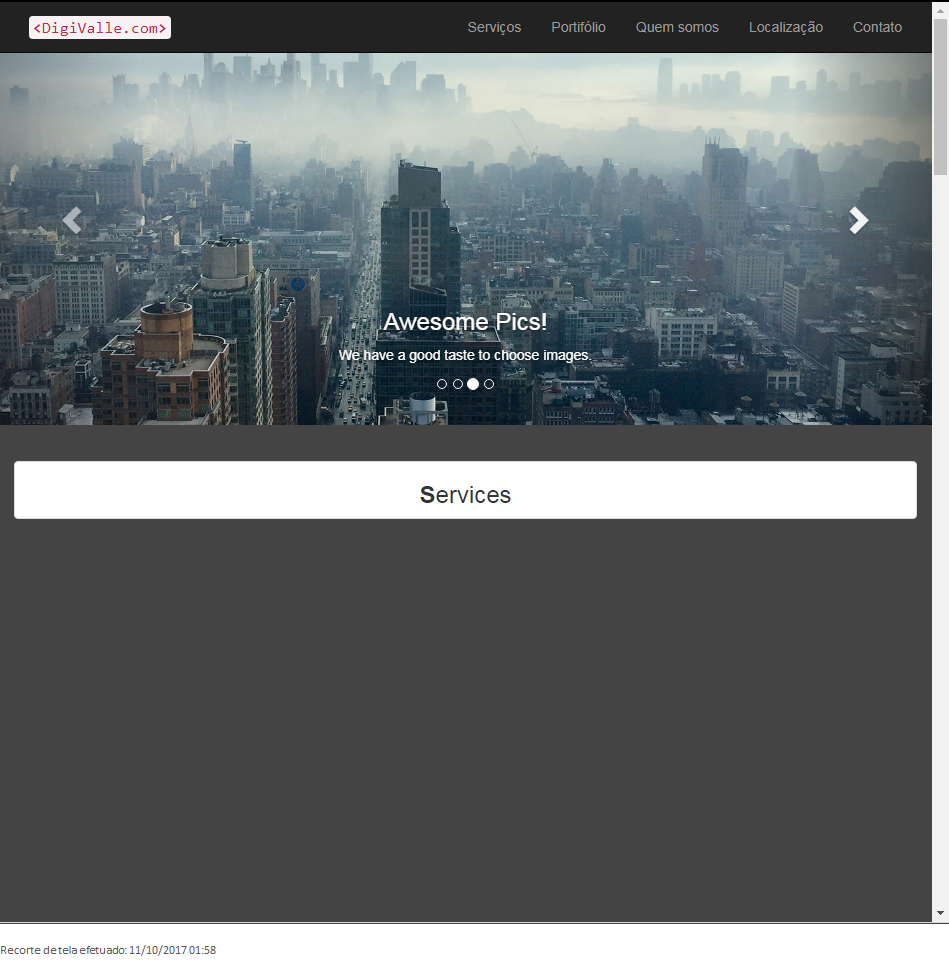 <DigiValle.com> Serviços Portifólio Quem somos Localização Contato
Awesome Pics!
We have a good taste to choose images.
Services
Recorte de tela efetuado: 11/10/2017 01:58